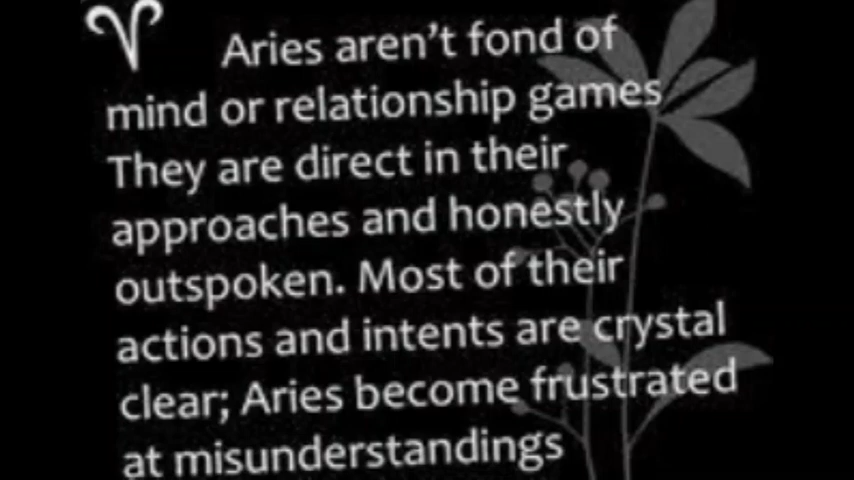 Aries aren't fond of
mind or relationship games
They are direct in their
approaches and honestly
outspoken. Most of their
actions and intents are crystal
clear; Aries become frustrated
at misunderstandings